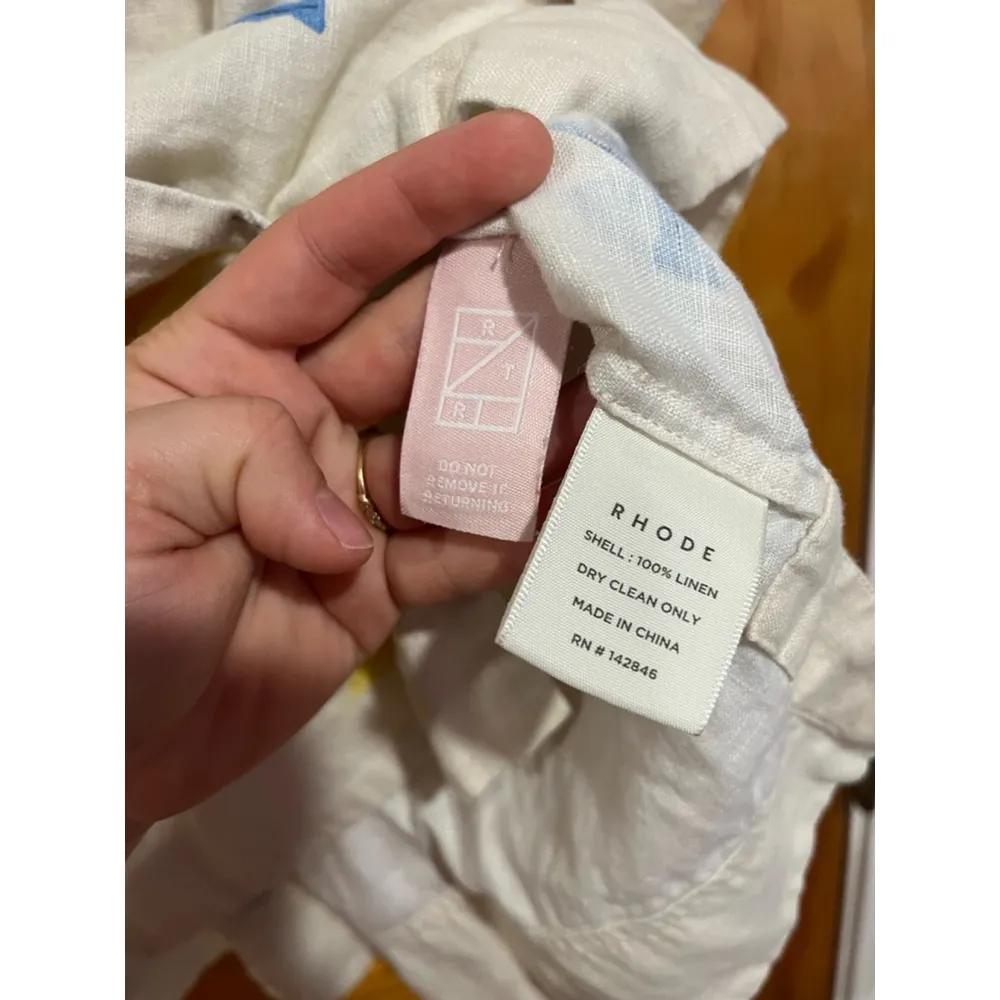 R
T
R
DO NOT
REMOVE IF
RETURNING
RHODE
SHELL : 100% LINEN
DRY CLEAN ONLY
MADE IN CHINA
RN # 142846